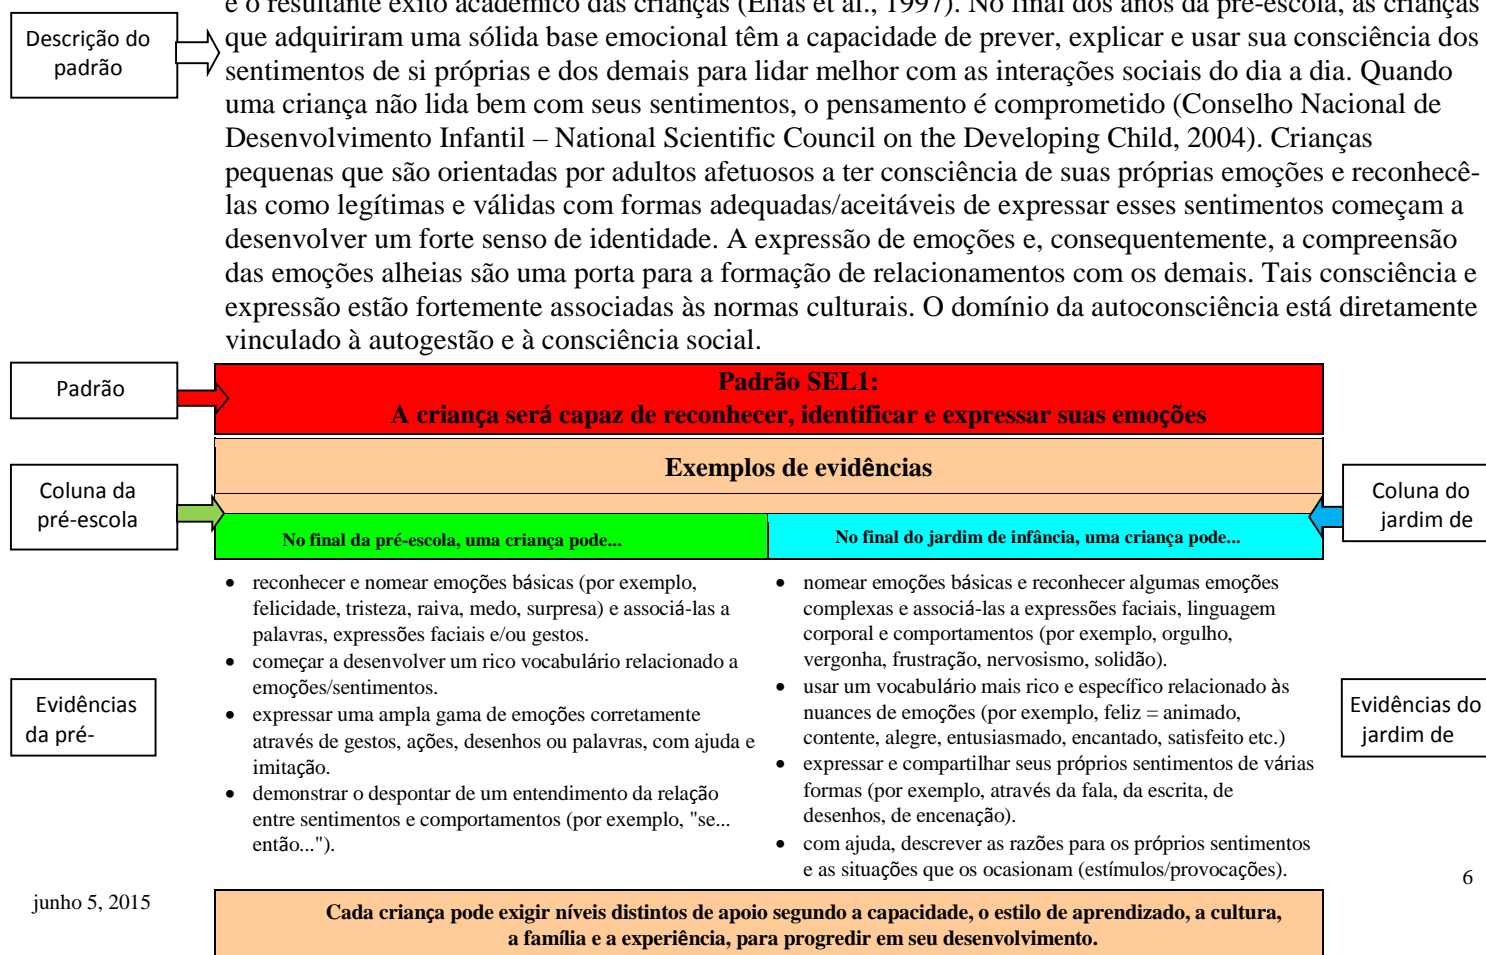 e o resultante êxito acadêmico das crianças (Elias et al., 1997). No final dos anos da pré-escola, as crianças
Descrição do
padrão
que adquiriram uma sólida base emocional têm a capacidade de prever, explicar e usar sua consciência dos
sentimentos de si próprias e dos demais para lidar melhor com as interações sociais do dia a dia. Quando
uma criança não lida bem com seus sentimentos, o pensamento é comprometido (Conselho Nacional de
Desenvolvimento Infantil – National Scientific Council on the Developing Child, 2004). Crianças
pequenas que são orientadas por adultos afetuosos a ter consciência de suas próprias emoções e reconhecê-
las como legítimas e válidas com formas adequadas/aceitáveis de expressar esses sentimentos começam a
desenvolver um forte senso de identidade. A expressão de emoções e, consequentemente, a compreensão
das emoções alheias são uma porta para a formação de relacionamentos com os demais. Tais consciência e
expressão estão fortemente associadas às normas culturais. O domínio da autoconsciência está diretamente
vinculado à autogestão e à consciência social.
Padrão
Padrão SEL1:
A criança será capaz de reconhecer, identificar e expressar suas emoções
Exemplos de evidências
Coluna da
pré-escola
Coluna do
jardim de
No final da pré-escola, uma criança pode...
No final do jardim de infância, uma criança pode...
Evidências
da pré-
• reconhecer e nomear emoções básicas (por exemplo,
felicidade, tristeza, raiva, medo, surpresa) e associá-las a
palavras, expressões faciais e/ou gestos.
• começar a desenvolver um rico vocabulário relacionado a
emoções/sentimentos.
• expressar uma ampla gama de emoções corretamente
através de gestos, ações, desenhos ou palavras, com ajuda e
imitação.
• demonstrar o despontar de um entendimento da relação
entre sentimentos e comportamentos (por exemplo, "se...
então...").
• nomear emoções básicas e reconhecer algumas emoções
complexas e associá-las a expressões faciais, linguagem
corporal e comportamentos (por exemplo, orgulho,
vergonha, frustração, nervosismo, solidão).
• usar um vocabulário mais rico e específico relacionado às
nuances de emoções (por exemplo, feliz = animado,
contente, alegre, entusiasmado, encantado, satisfeito etc.)
• expressar e compartilhar seus próprios sentimentos de várias
formas (por exemplo, através da fala, da escrita, de
desenhos, de encenação).
• com ajuda, descrever as razões para os próprios sentimentos
e as situações que os ocasionam (estímulos/provocações).
Evidências do
jardim de
6
junho 5, 2015
Cada criança pode exigir níveis distintos de apoio segundo a capacidade, o estilo de aprendizado, a cultura,
a família e a experiência, para progredir em seu desenvolvimento.